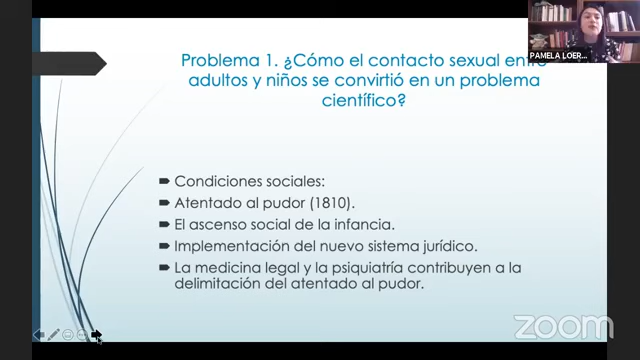 Problema 1. ¿Cómo el contacto sexual entre
adultos y niños se convirtió en un problema
científico?
Condiciones sociales:
Atentado al pudor (1810).
El ascenso social de la infancia.
Implementación del nuevo sistema jurídico.
La medicina legal y la psiquiatría contribuyen a la
delimitación del atentado al pudor.
PAMELA LOER...
zoom